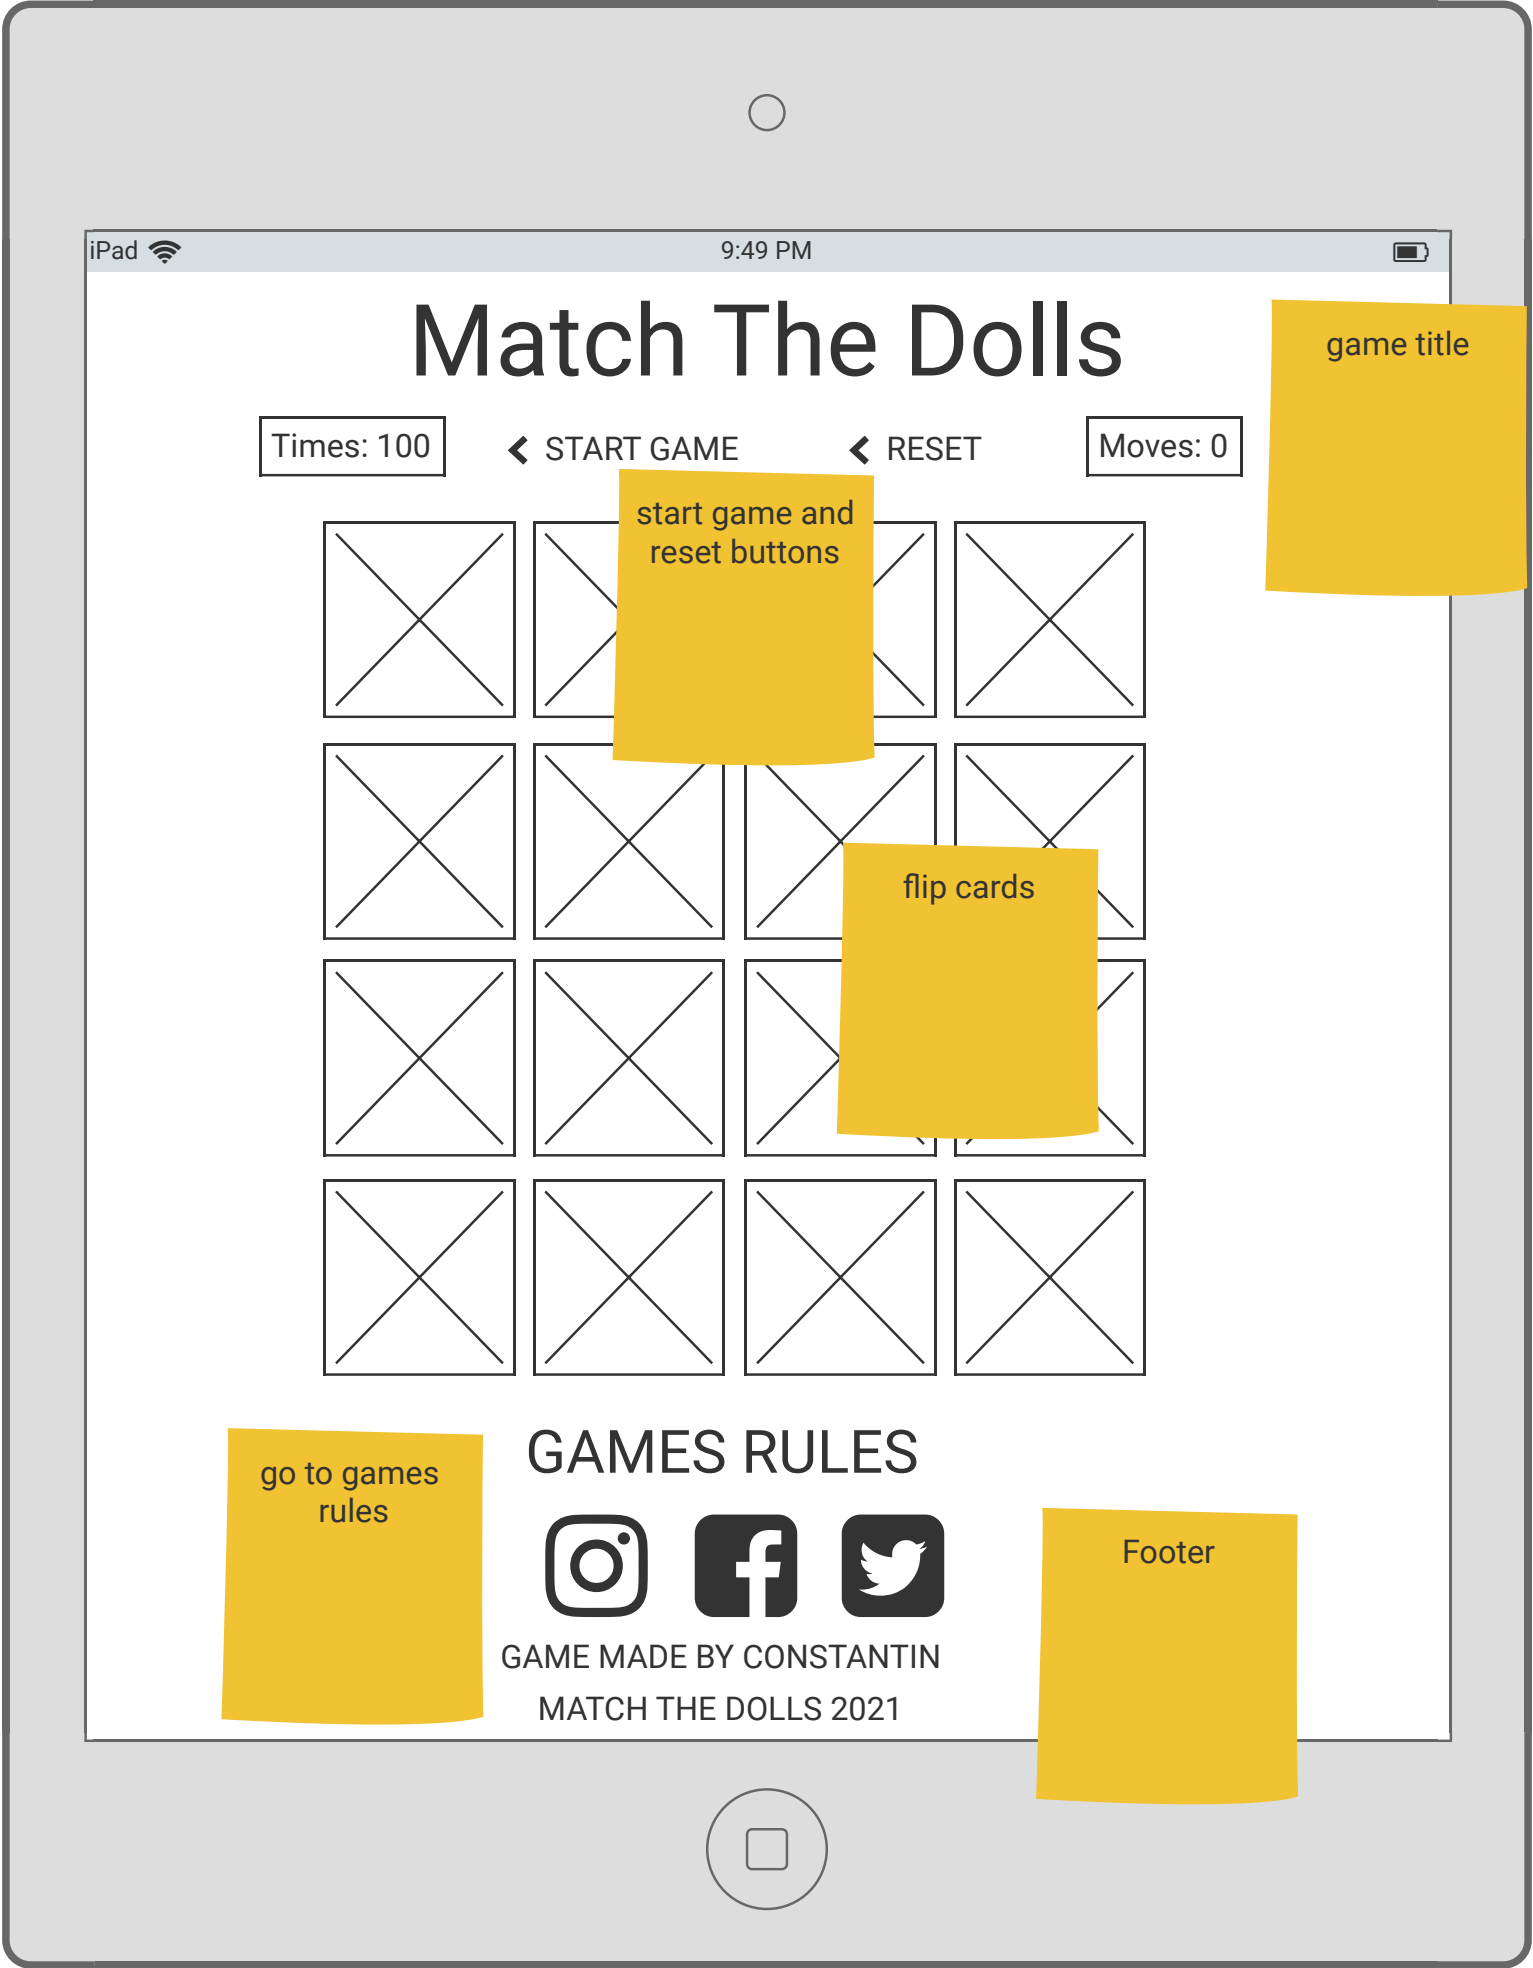 iPad 9:49 PM
Match The Dolls
game title
Times: 100
START GAME
RESET
Moves: 0
start game and
reset buttons
flip cards
GAMES RULES
go to games
rules
Footer
GAME MADE BY CONSTANTIN
MATCH THE DOLLS 2021